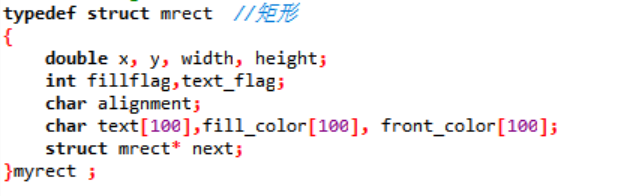 typedef struct mrect  //矩形
{
    double x, y, width, height;
    int fillflag,text_flag;
    char alignment;
    char text[100],fill_color[100], front_color[100];
    struct mrect* next;
}myrect ;